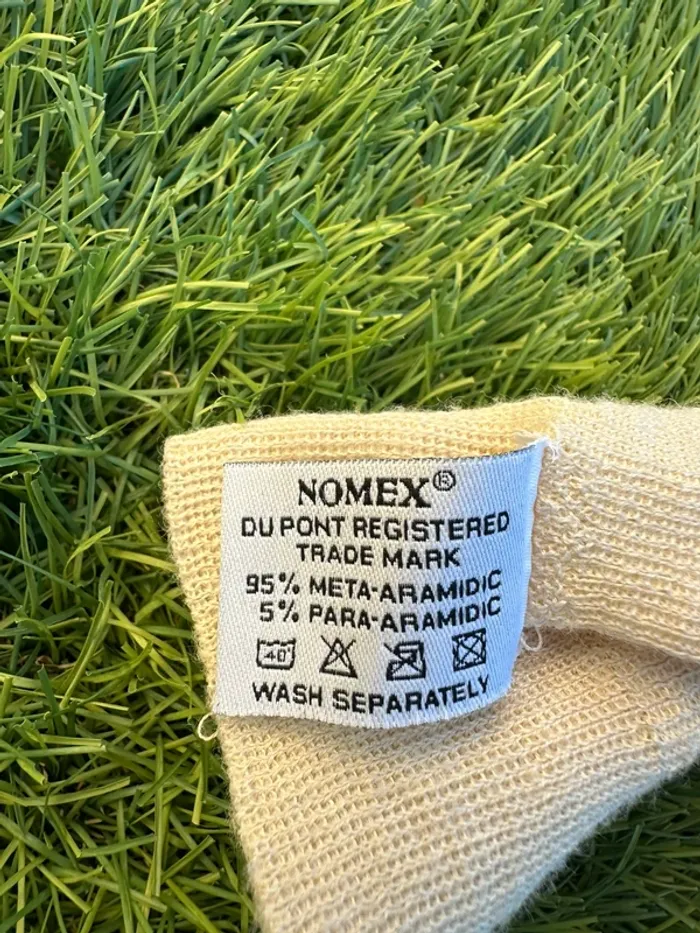 NOMEX®
DU PONT REGISTERED
TRADE MARK
95% META-ARAMIDIC
5% PARA-ARAMIDIC
40°
WASH SEPARATELY